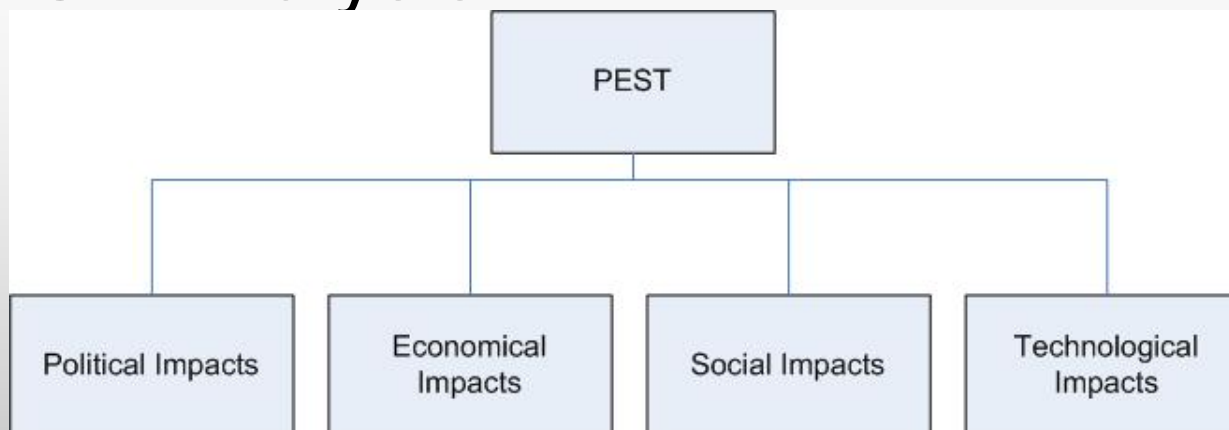 PEST
Political Impacts
Economical
Impacts
Social Impacts
Technological
Impacts